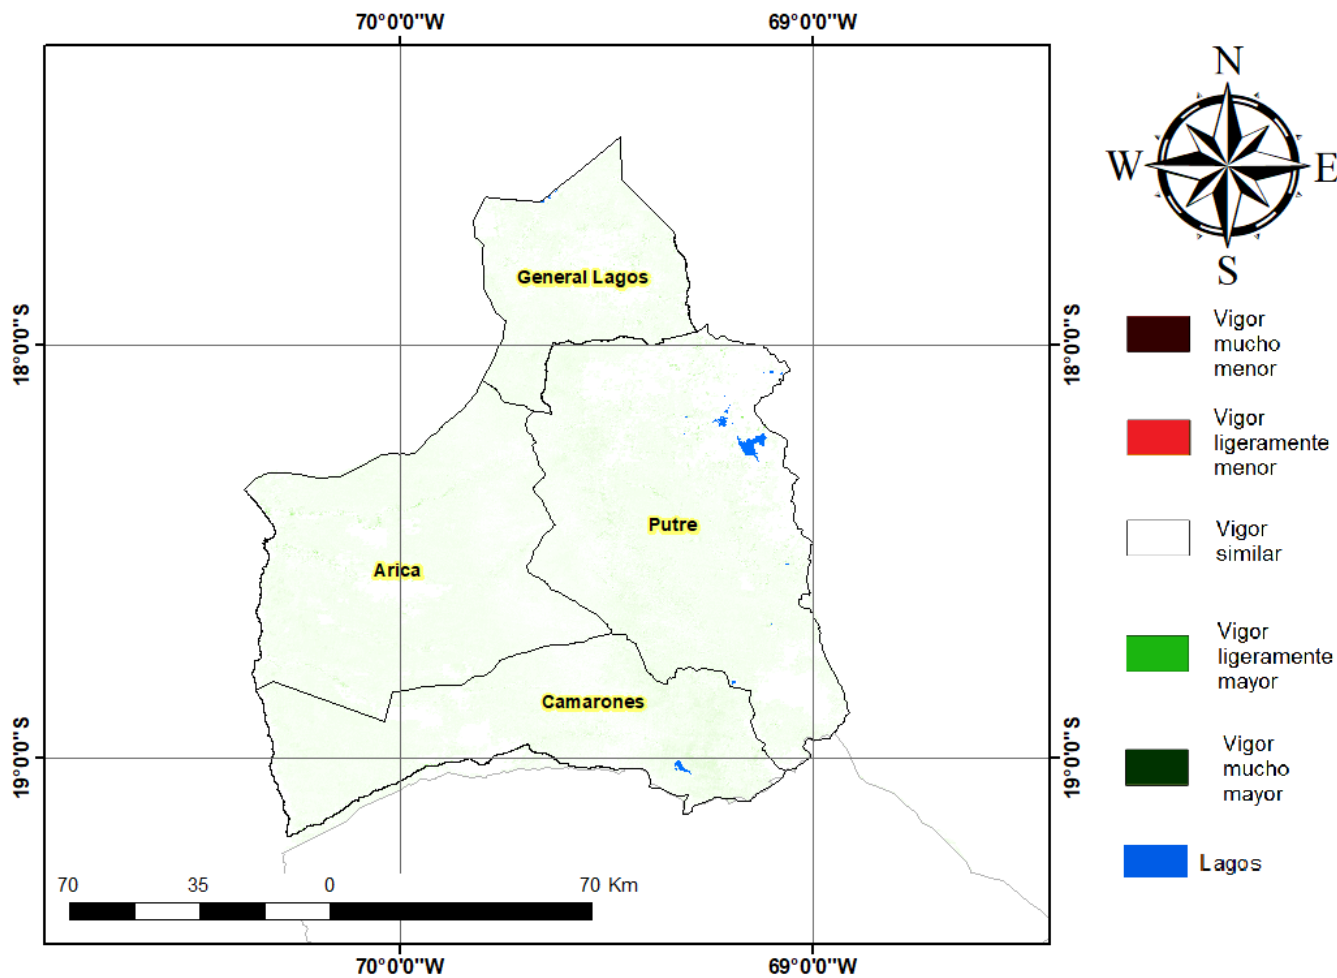 70°0'0"W 69°0'0"W
N
W E
S
18°0'0"S 18°0'0"S
19°0'0"S 19°0'0"S
General Lagos
Putre
Arica
Camarones
Vigor
mucho
menor
Vigor
ligeramente
menor
Vigor
similar
Vigor
ligeramente
mayor
Vigor
mucho
mayor
Lagos
70 35 0 70 Km
70°0'0"W 69°0'0"W